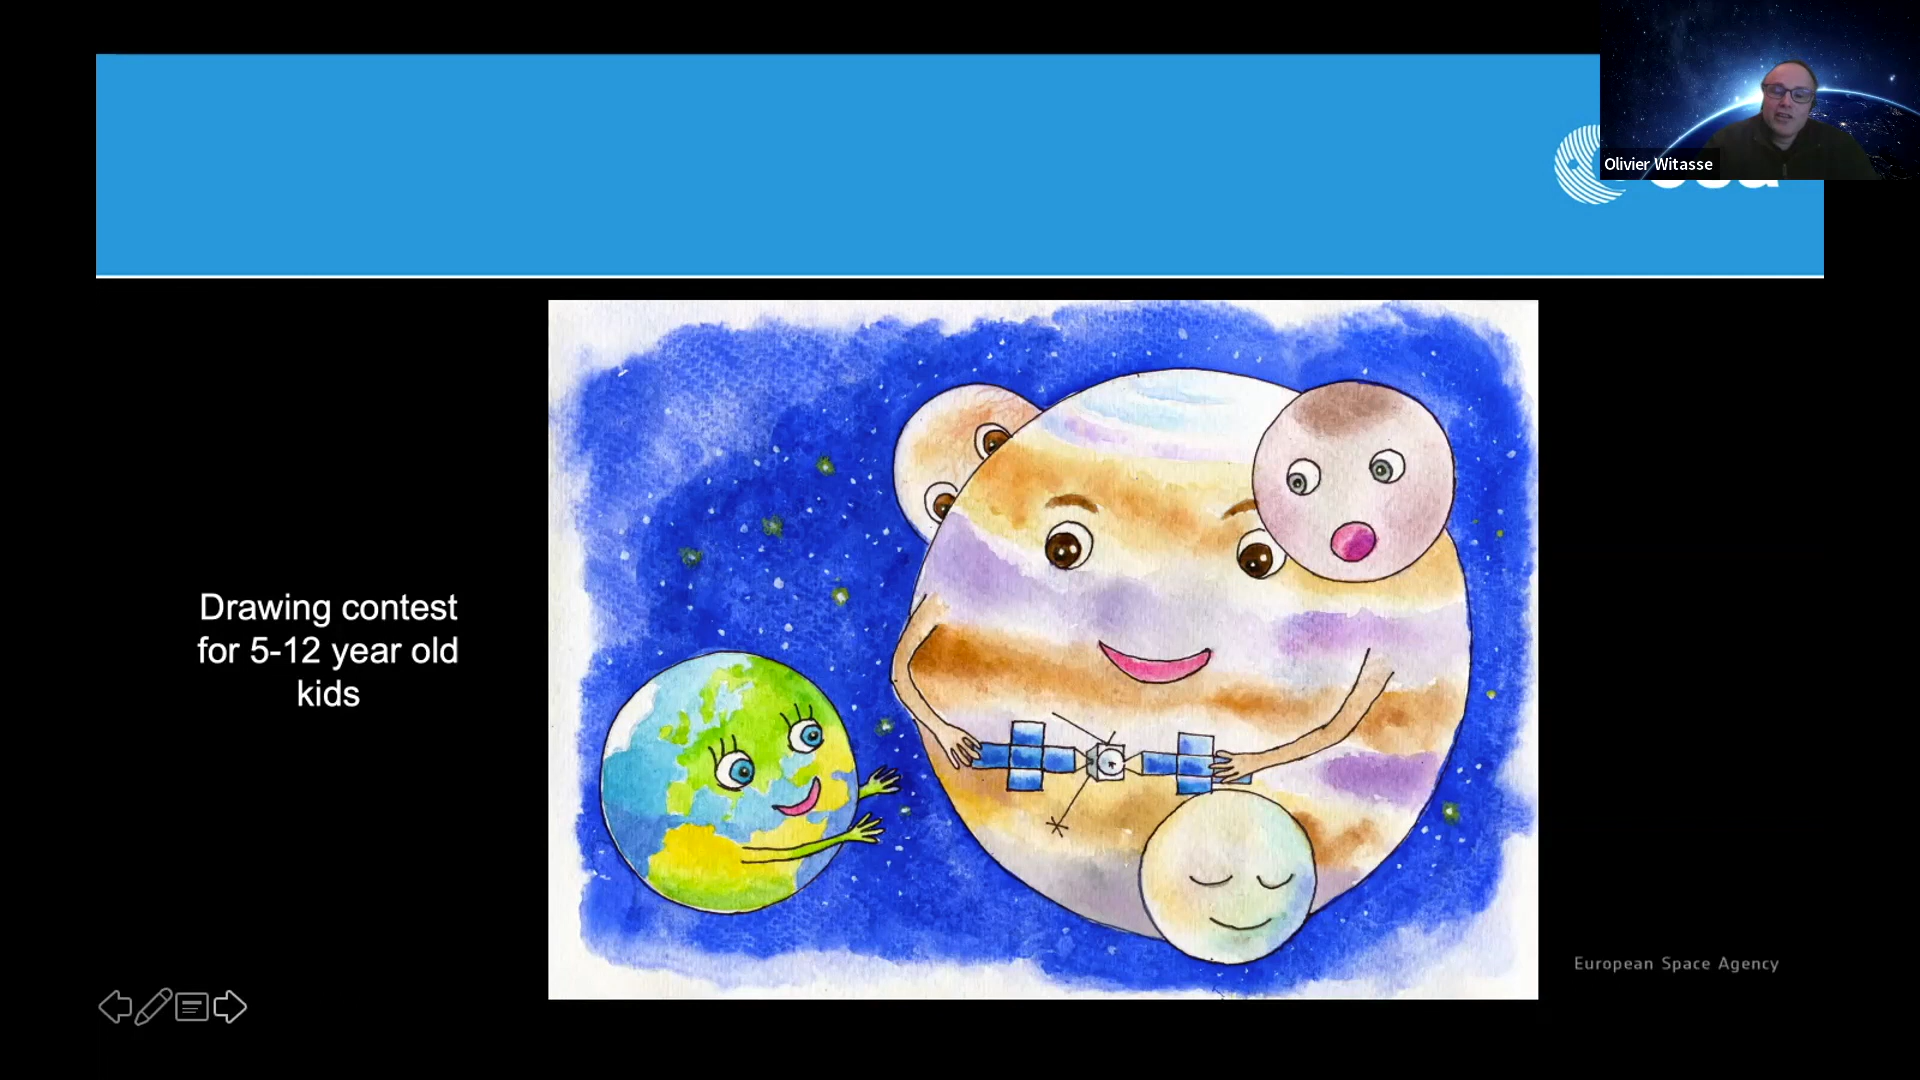 Olivier Witasse
Drawing contest
for 5-12 year old
kids
European Space Agency